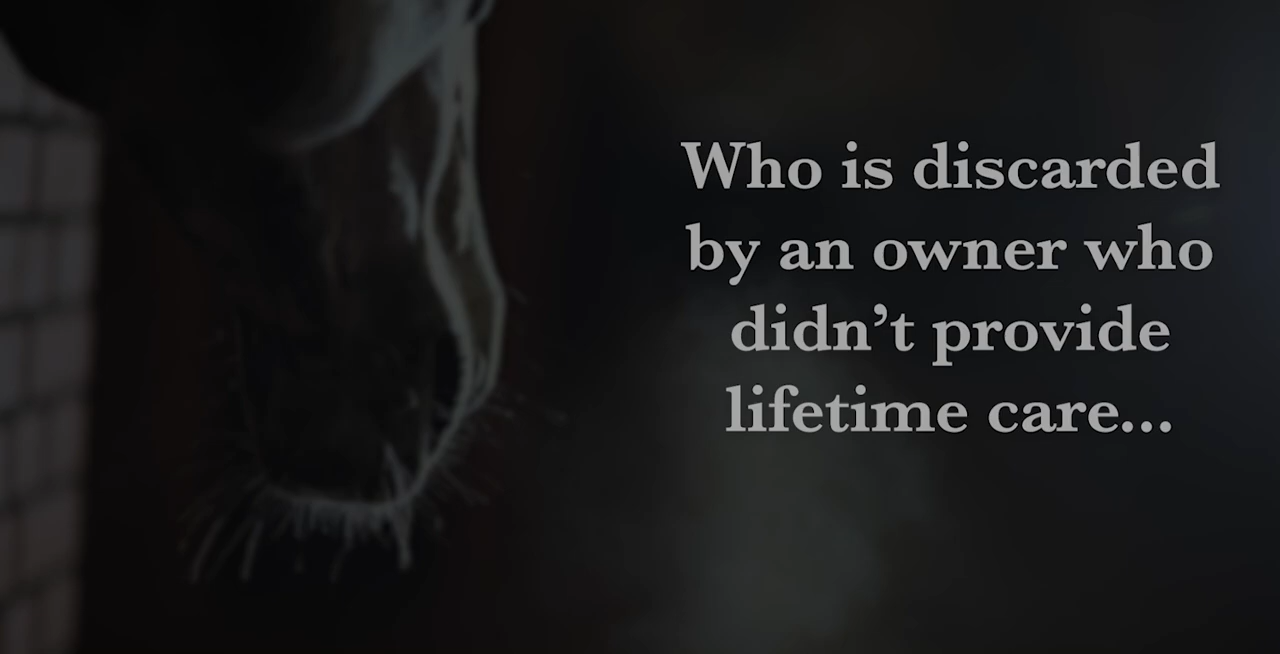 Who is discarded
by an owner who
didn’t provide
lifetime care...